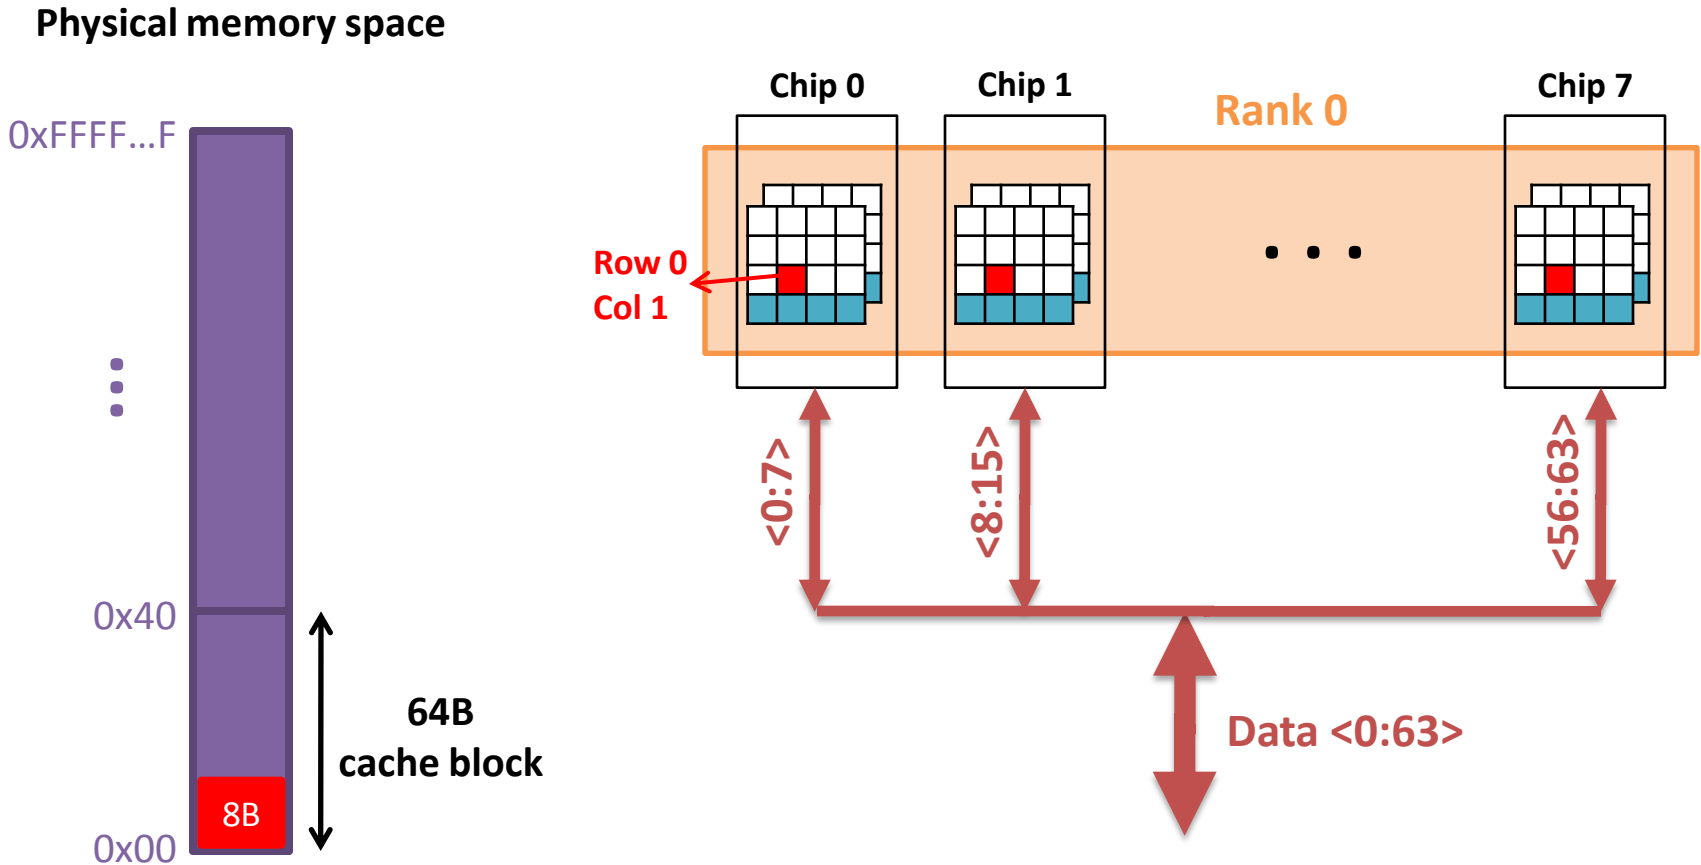 Physical memory space
0xFFFF...F
0x40
64B
cache block
8B
0x00
Chip 0
Chip 1
Rank 0
Chip 7
Row 0
Col 1
. . .
<0:7>
<8:15>
<56:63>
Data <0:63>